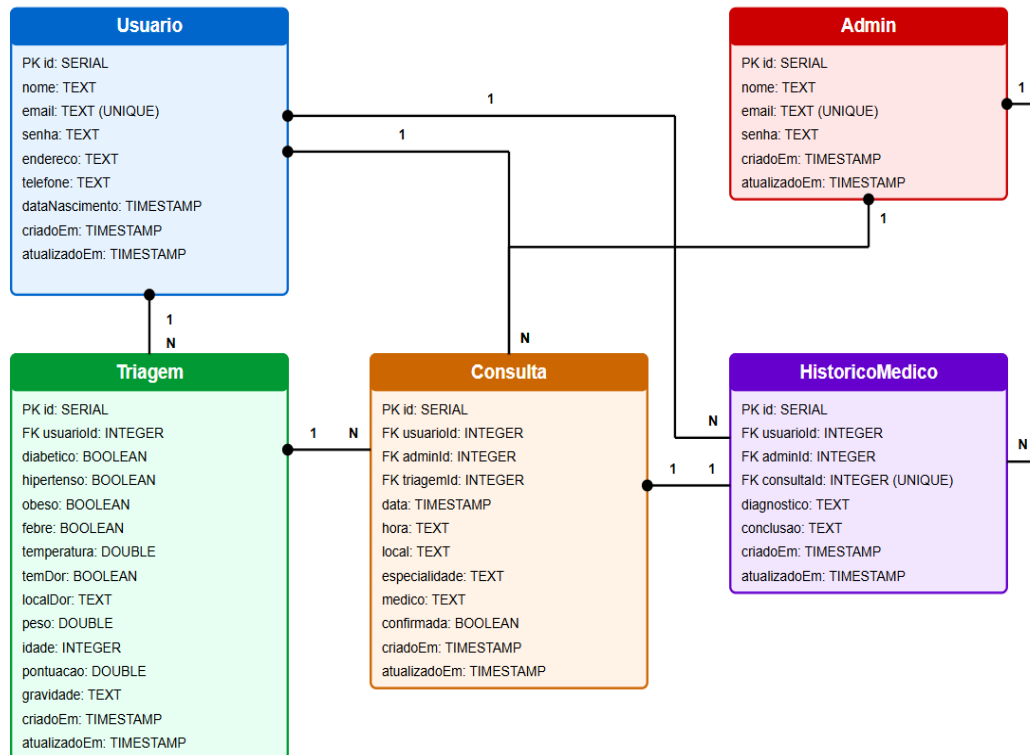 Usuario
PK id: SERIAL
nome: TEXT
email: TEXT (UNIQUE)
senha: TEXT
endereco: TEXT
telefone: TEXT
dataNascimento: TIMESTAMP
criadoEm: TIMESTAMP
atualizadoEm: TIMESTAMP
Admin
PK id: SERIAL
nome: TEXT
email: TEXT (UNIQUE)
senha: TEXT
criadoEm: TIMESTAMP
atualizadoEm: TIMESTAMP
1
1
1
1
1
N
N
N
N
Triagem
PK id: SERIAL
FK usuarioId: INTEGER
diabetico: BOOLEAN
hipertenso: BOOLEAN
obeso: BOOLEAN
febre: BOOLEAN
temperatura: DOUBLE
temDor: BOOLEAN
localDor: TEXT
peso: DOUBLE
idade: INTEGER
pontuacao: DOUBLE
gravidade: TEXT
criadoEm: TIMESTAMP
atualizadoEm: TIMESTAMP
1 N
Consulta
PK id: SERIAL
FK usuarioId: INTEGER
FK adminId: INTEGER
FK triagemId: INTEGER
data: TIMESTAMP
hora: TEXT
local: TEXT
especialidade: TEXT
medico: TEXT
confirmada: BOOLEAN
criadoEm: TIMESTAMP
atualizadoEm: TIMESTAMP
1 1
HistoricoMedico
PK id: SERIAL
FK usuarioId: INTEGER
FK adminId: INTEGER
FK consultaId: INTEGER (UNIQUE)
diagnostico: TEXT
conclusao: TEXT
criadoEm: TIMESTAMP
atualizadoEm: TIMESTAMP